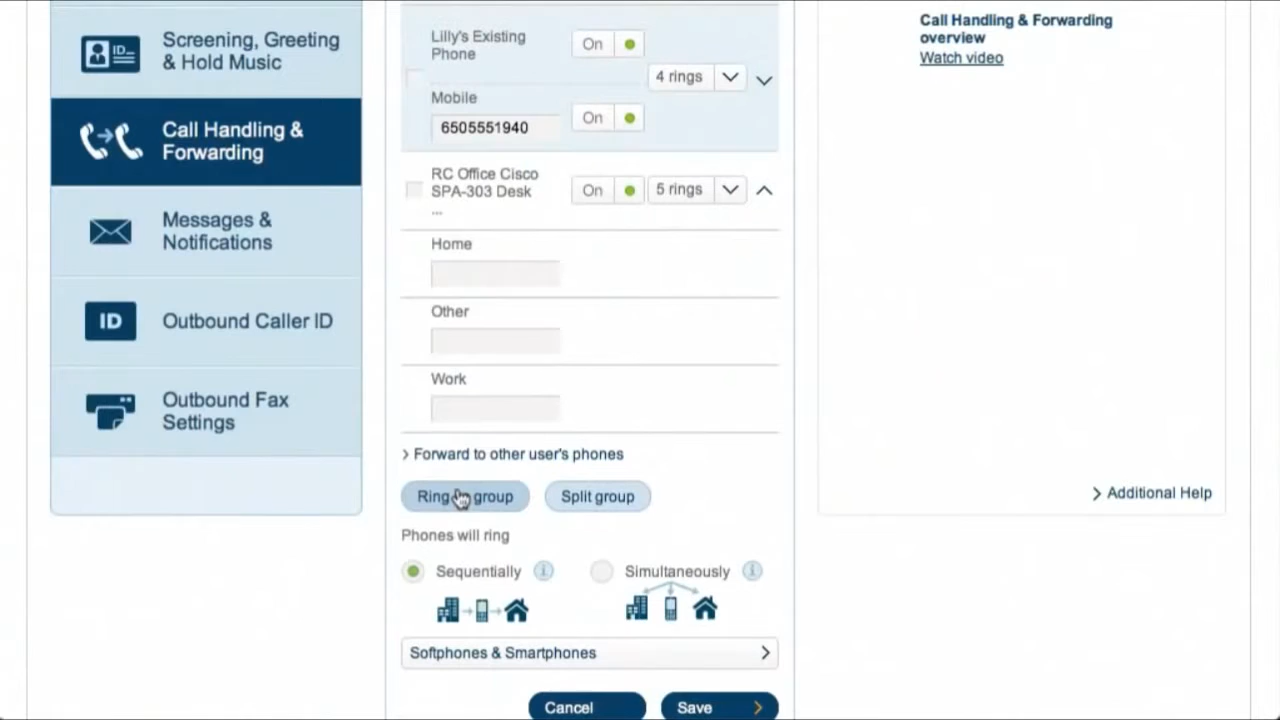 Screening, Greeting
& Hold Music
Call Handling &
Forwarding
Messages &
Notifications
ID
Outbound Caller ID
Outbound Fax
Settings
Lilly's Existing
Phone
On
4 rings
Mobile
6505551940
On
RC Office Cisco
SPA-303 Desk
...
On
5 rings
Home
Other
Work
Forward to other user's phones
Ring group
Split group
Phones will ring
Sequentially
Simultaneously
Softphones & Smartphones
Cancel
Save
Call Handling & Forwarding
overview
Watch video
Additional Help